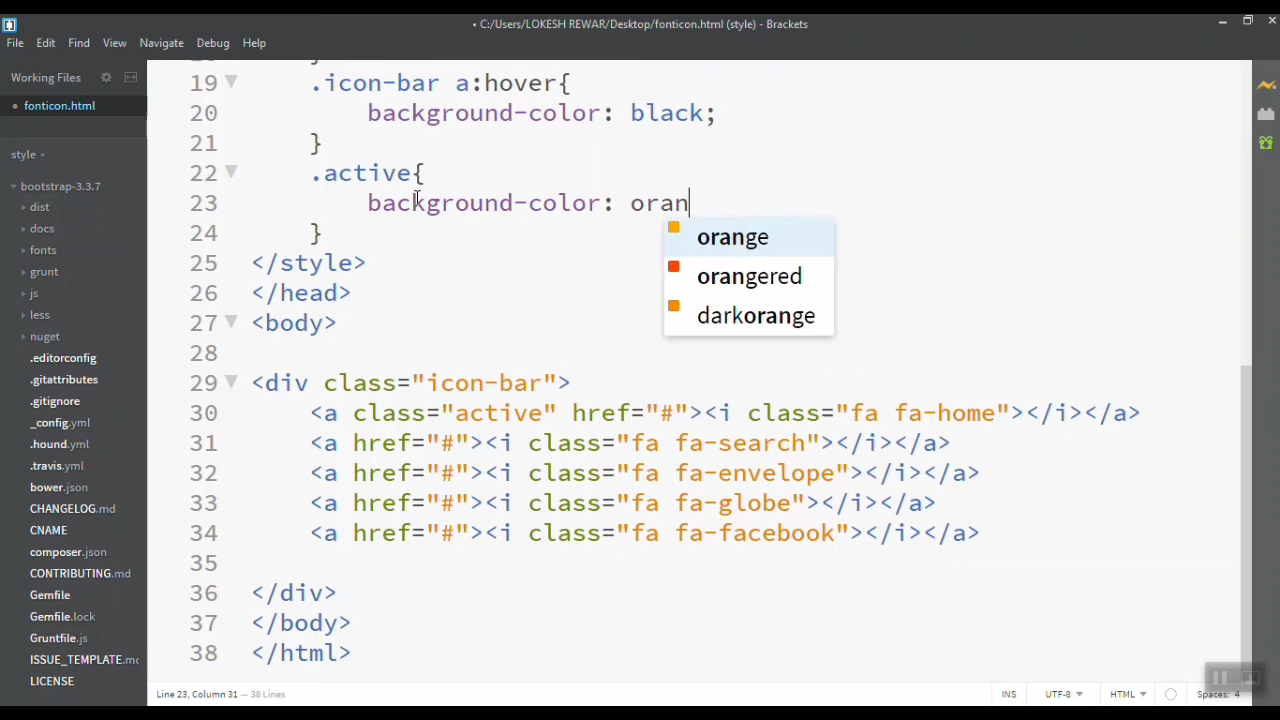 • C:/Users/LOKESH REWAR/Desktop/fonticon.html (style) - Brackets
File Edit Find View Navigate Debug Help
Working Files
• fonticon.html
style
bootstrap-3.3.7
dist
docs
fonts
grunt
js
less
nuget
.editorconfig
.gitattributes
.gitignore
_config.yml
.hound.yml
.travis.yml
bower.json
CHANGELOG.md
CNAME
composer.json
CONTRIBUTING.md
Gemfile
Gemfile.lock
Gruntfile.js
ISSUE_TEMPLATE.mc
LICENSE
19 .icon-bar a:hover{
20 background-color: black;
21 }
22 .active{
23 background-color: oran
24 }
25 </style>
26 </head>
27 <body>
28
29 <div class="icon-bar">
30 <a class="active" href="#"><i class="fa fa-home"></i></a>
31 <a href="#"><i class="fa fa-search"></i></a>
32 <a href="#"><i class="fa fa-envelope"></i></a>
33 <a href="#"><i class="fa fa-globe"></i></a>
34 <a href="#"><i class="fa fa-facebook"></i></a>
35
36 </div>
37 </body>
38 </html>
orange
orangered
darkorange
Line 23, Column 31 — 38 Lines
INS UTF-8 HTML Spaces: 4